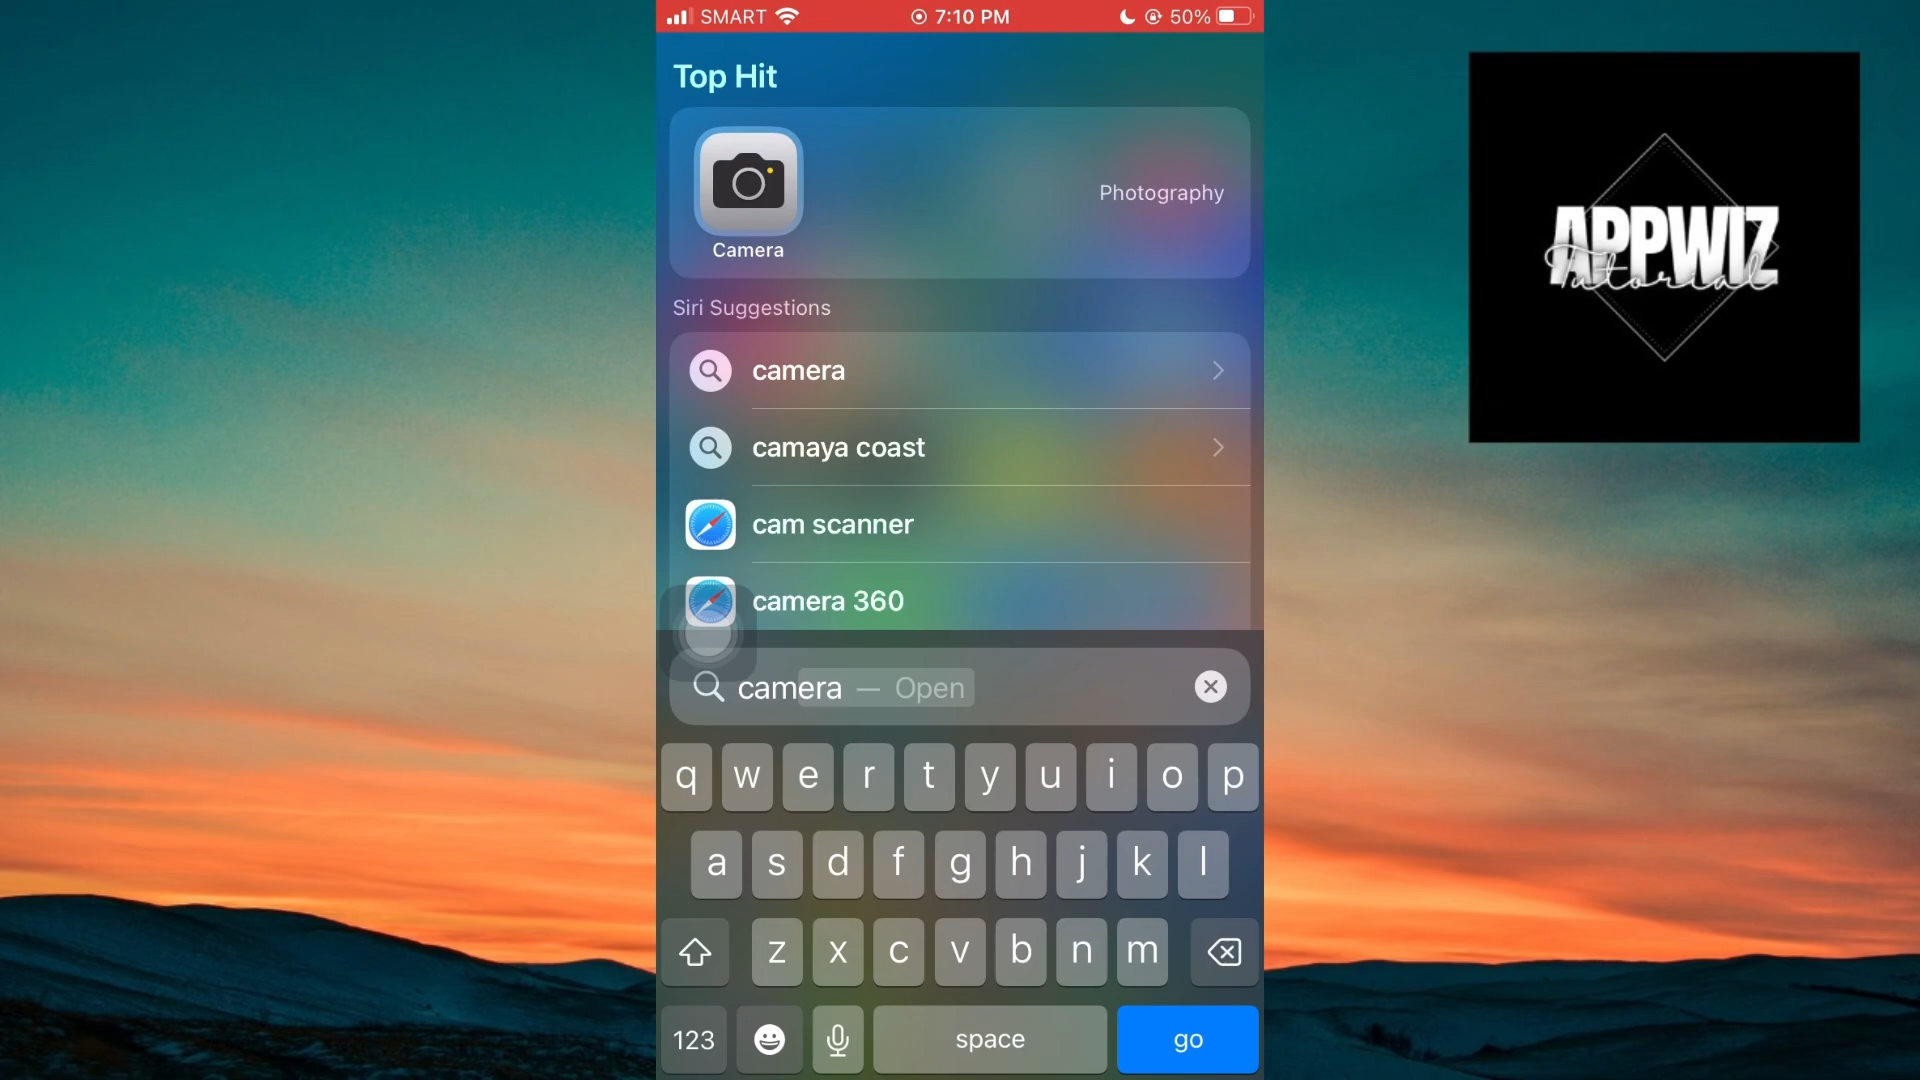 SMART 7:10 PM 50%
Top Hit
Camera
Photography
Siri Suggestions
camera
camaya coast
cam scanner
camera 360
camera — Open
q w e r t y u i o p
a s d f g h j k l
z x c v b n m
123 space go
APPWIZ
Tutorial